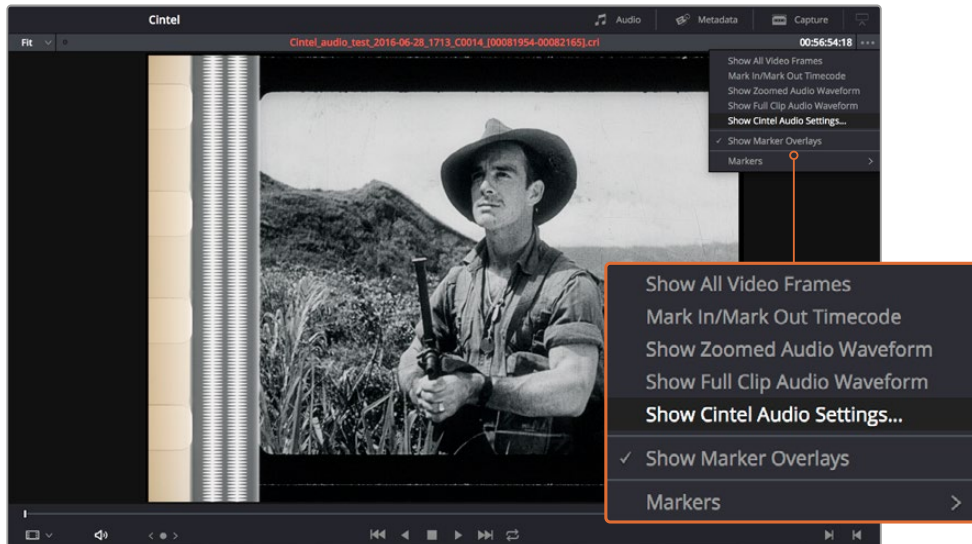 Cintel
Audio
Metadata
Capture
Fit
Cintel_audio_test_2016-06-28_1713_C0014_[00081954-00082165].cri
00:56:54:18
Show All Video Frames
Mark In/Mark Out Timecode
Show Zoomed Audio Waveform
Show Full Clip Audio Waveform
Show Cintel Audio Settings...
✓ Show Marker Overlays
Markers >
Show All Video Frames
Mark In/Mark Out Timecode
Show Zoomed Audio Waveform
Show Full Clip Audio Waveform
Show Cintel Audio Settings...
✓ Show Marker Overlays
Markers >